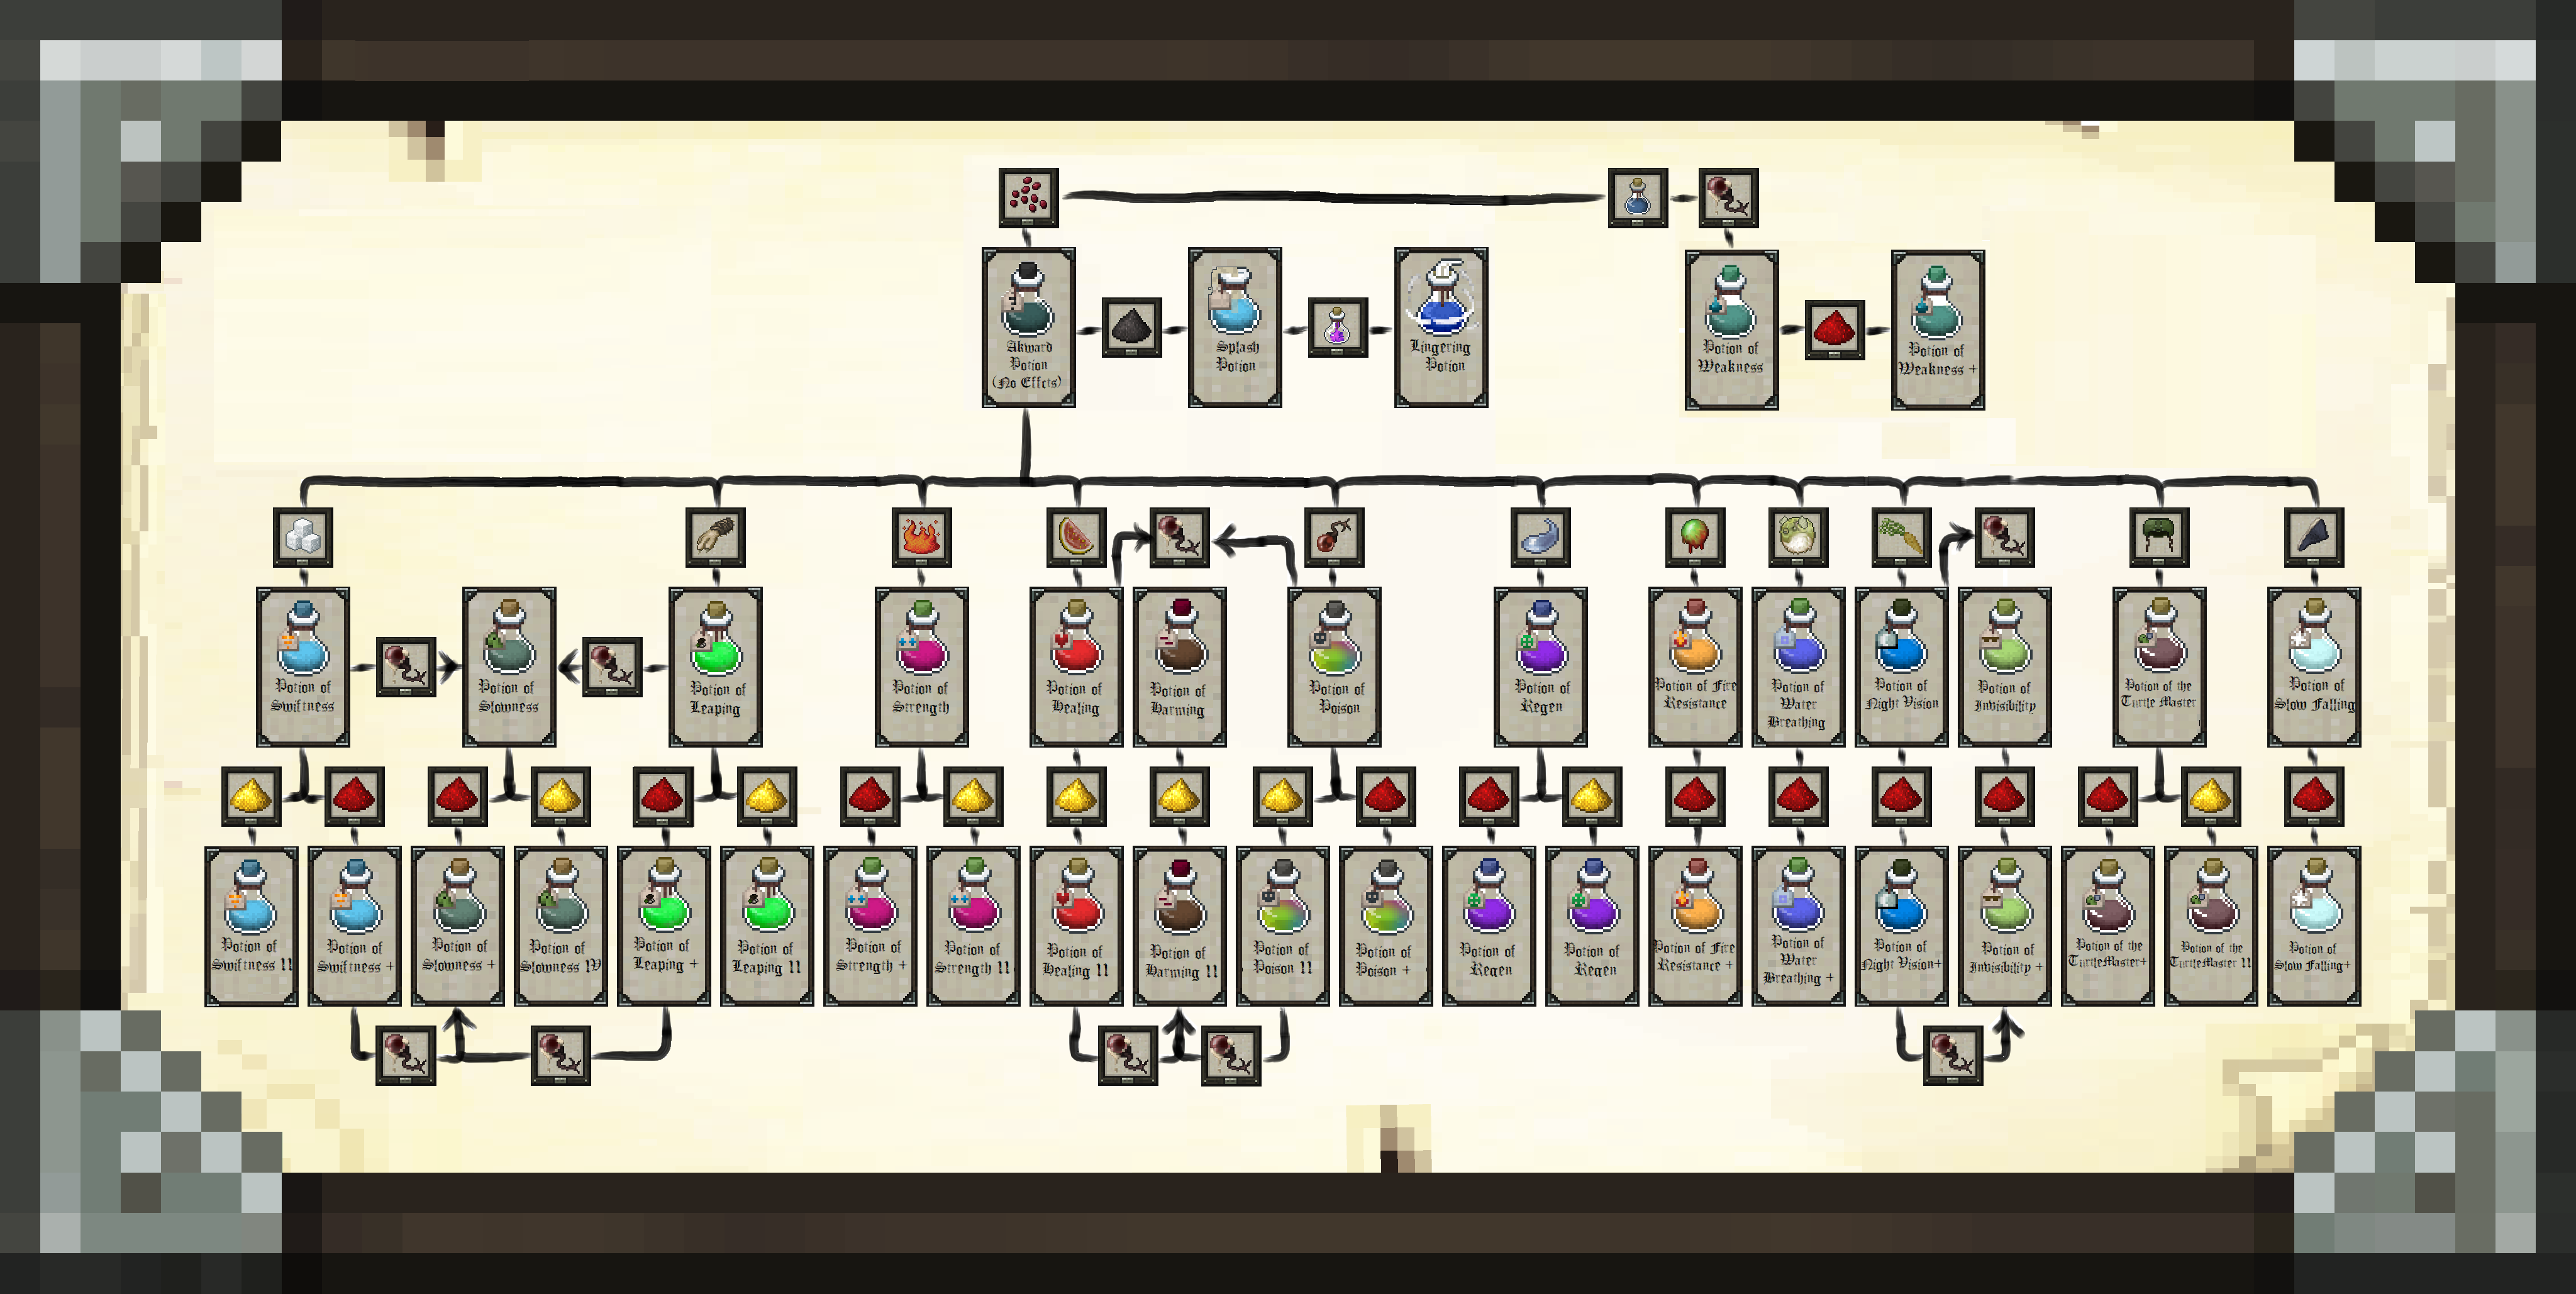 Akward
Potion
(No Effects)
Splash
Potion
Lingering
Potion
Potion of
Weakness
Potion of
Weakness +
Potion of
Swiftness
Potion of
Slowness
Potion of
Leaping
Potion of
Strength
Potion of
Healing
Potion of
Harming
Potion of
Poison
Potion of
Regen
Potion of Fire
Resistance
Potion of
Water
Breathing
Potion of
Night Vision
Potion of
Invisibility
Potion of the
Turtle Master
Potion of
Slow Falling
Potion of
Swiftness II
Potion of
Swiftness +
Potion of
Slowness +
Potion of
Slowness IV
Potion of
Leaping +
Potion of
Leaping II
Potion of
Strength +
Potion of
Strength II
Potion of
Healing II
Potion of
Harming II
Potion of
Poison II
Potion of
Poison +
Potion of
Regen
Potion of
Regen
Potion of Fire
Resistance +
Potion of
Water
Breathing +
Potion of
Night Vision+
Potion of
Invisibility +
Potion of the
TurtleMaster+
Potion of the
TurtleMaster II
Potion of
Slow Falling+